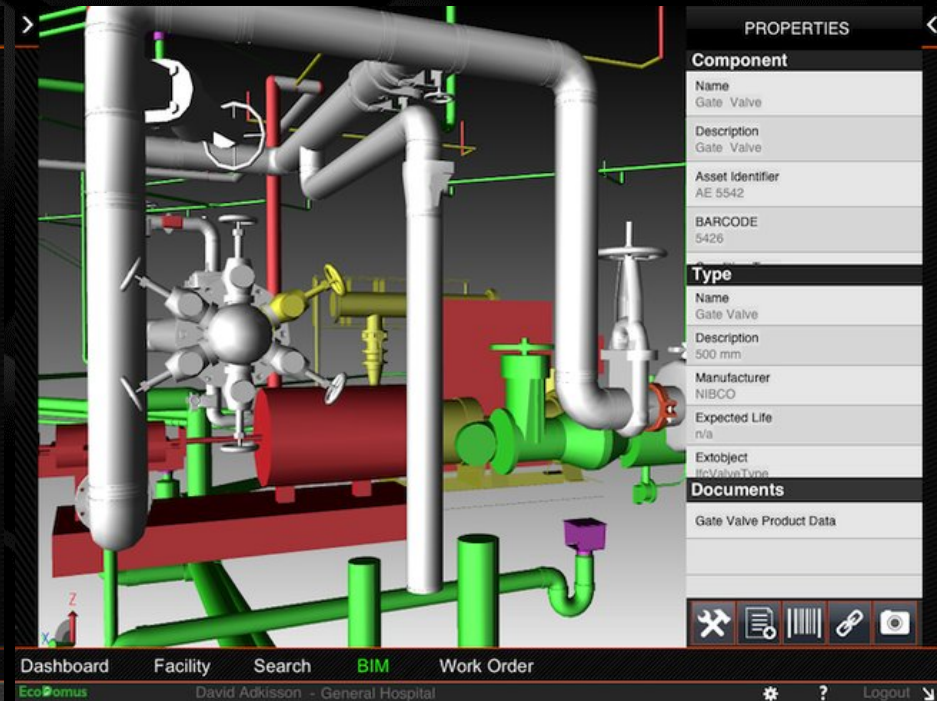 PROPERTIES
Component
Name
Gate Valve
Description
Gate Valve
Asset Identifier
AE 5542
BARCODE
5426
Type
Name
Gate Valve
Description
500 mm
Manufacturer
NIBCO
Expected Life
n/a
Extobject
IfcValveType
Documents
Gate Valve Product Data
Z
X
Dashboard Facility Search BIM Work Order
EcoDomus David Adkisson - General Hospital ? Logout